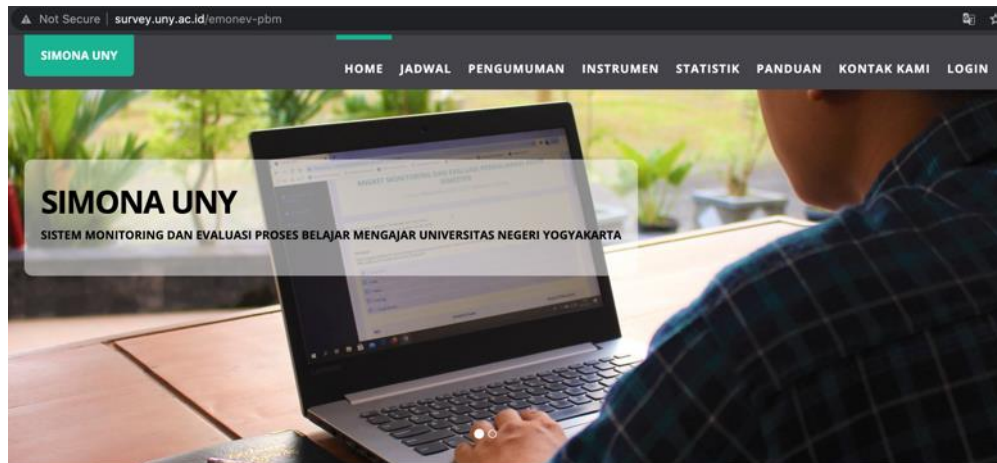 Not Secure | survey.uny.ac.id/emonev-pbm
SIMONA UNY
HOME JADWAL PENGUMUMAN INSTRUMEN STATISTIK PANDUAN KONTAK KAMI LOGIN
SIMONA UNY
SISTEM MONITORING DAN EVALUASI PROSES BELAJAR MENGAJAR UNIVERSITAS NEGERI YOGYAKARTA